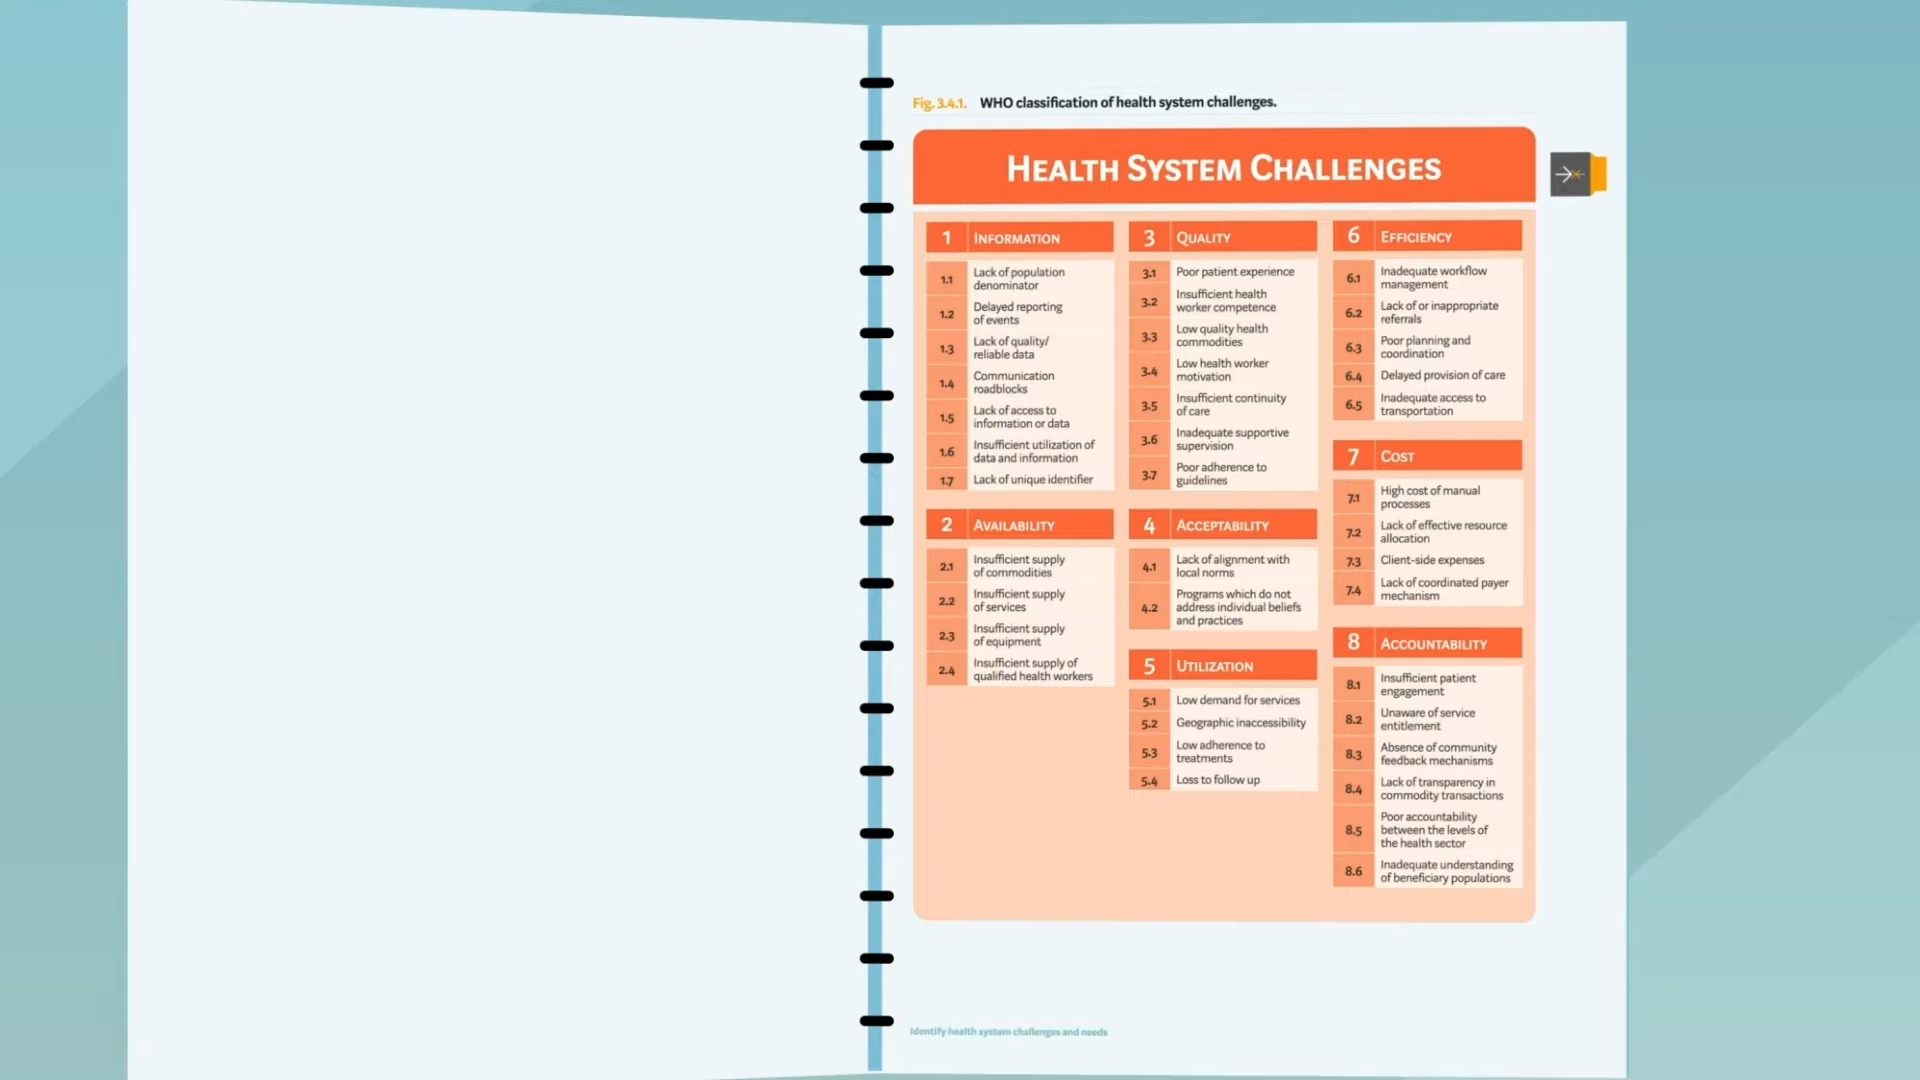 Fig. 3.4.1. WHO classification of health system challenges.
HEALTH SYSTEM CHALLENGES
1 INFORMATION
1.1 Lack of population
denominator
1.2 Delayed reporting
of events
1.3 Lack of quality/
reliable data
1.4 Communication
roadblocks
1.5 Lack of access to
information or data
1.6 Insufficient utilization of
data and information
1.7 Lack of unique identifier
2 AVAILABILITY
2.1 Insufficient supply
of commodities
2.2 Insufficient supply
of services
2.3 Insufficient supply
of equipment
2.4 Insufficient supply of
qualified health workers
3 QUALITY
3.1 Poor patient experience
3.2 Insufficient health
worker competence
3.3 Low quality health
commodities
3.4 Low health worker
motivation
3.5 Insufficient continuity
of care
3.6 Inadequate supportive
supervision
3.7 Poor adherence to
guidelines
4 ACCEPTABILITY
4.1 Lack of alignment with
local norms
4.2 Programs which do not
address individual beliefs
and practices
5 UTILIZATION
5.1 Low demand for services
5.2 Geographic inaccessibility
5.3 Low adherence to
treatments
5.4 Loss to follow up
6 EFFICIENCY
6.1 Inadequate workflow
management
6.2 Lack of or inappropriate
referrals
6.3 Poor planning and
coordination
6.4 Delayed provision of care
6.5 Inadequate access to
transportation
7 COST
7.1 High cost of manual
processes
7.2 Lack of effective resource
allocation
7.3 Client-side expenses
7.4 Lack of coordinated payer
mechanism
8 ACCOUNTABILITY
8.1 Insufficient patient
engagement
8.2 Unaware of service
entitlement
8.3 Absence of community
feedback mechanisms
8.4 Lack of transparency in
commodity transactions
8.5 Poor accountability
between the levels of
the health sector
8.6 Inadequate understanding
of beneficiary populations
Identify health system challenges and needs